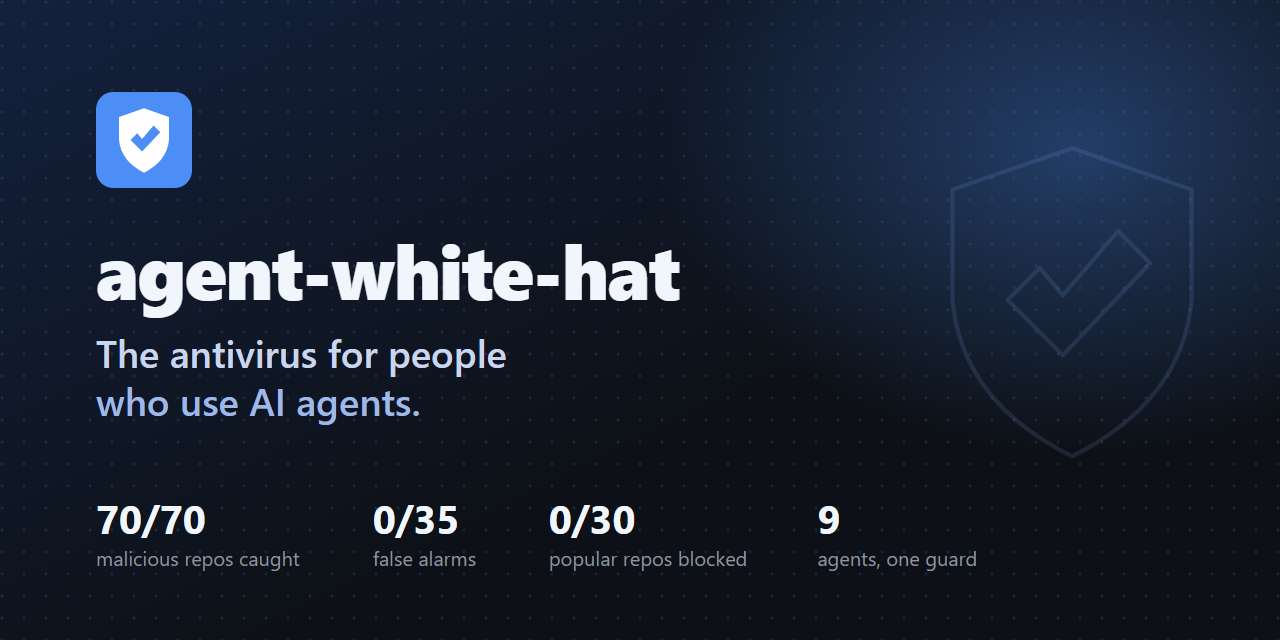 agent-white-hat
The antivirus for people
who use AI agents.
70/70
malicious repos caught
0/35
false alarms
0/30
popular repos blocked
9
agents, one guard